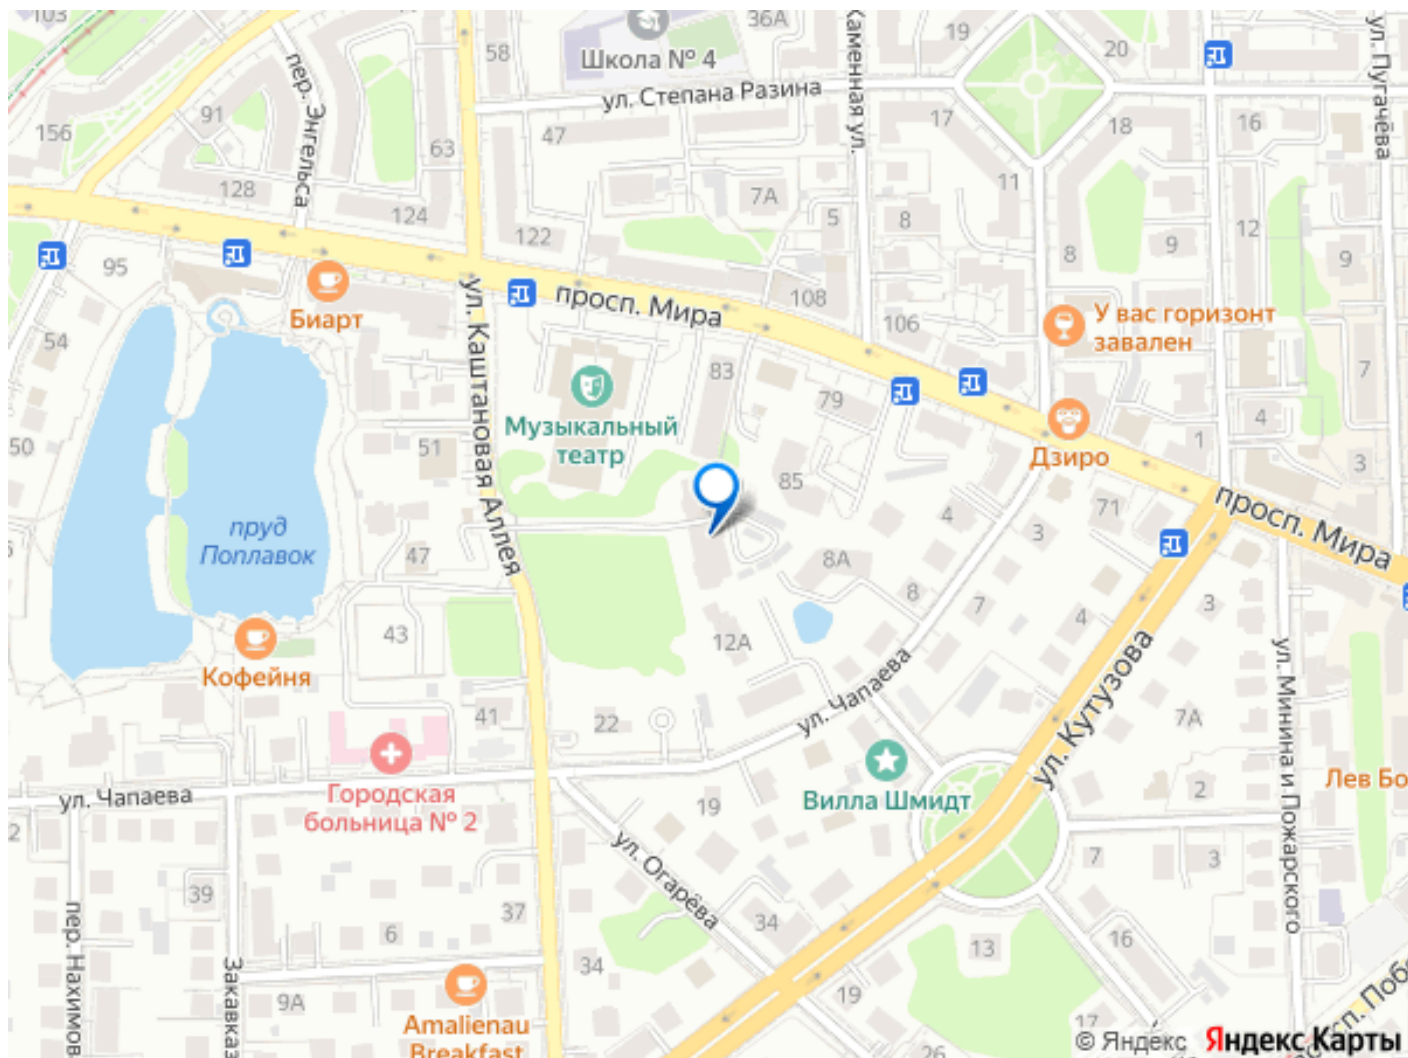 103
58
Школа № 4
36А
Каменная ул.
19
20
ул. Пугачёва
пер. Энгельса
ул. Степана Разина
156
91
63
47
17
18
16
128
124
122
7А
5
8
11
8
9
12
9
95
Биарт
просп. Мира
108
106
У вас горизонт
завален
54
ул. Каштановая Аллея
83
79
7
4
1
3
50
51
Музыкальный
театр
Дзиро
85
71
просп. Мира
пруд
Поплавок
47
4
3
8А
8
7
4
3
43
12А
Кофейня
ул. Чапаева
ул. Кутузова
ул. Минина и Пожарского
41
22
7А
ул. Чапаева
Городская
больница № 2
Вилла Шмидт
2
Лев Бо
2
19
7
3
39
ул. Огарёва
37
34
6
13
16
пер. Нахимов
Закавказ
34
9А
19
Amalienau
Breakfast
17
26
сп. Поб
© Яндекс Яндекс Карты